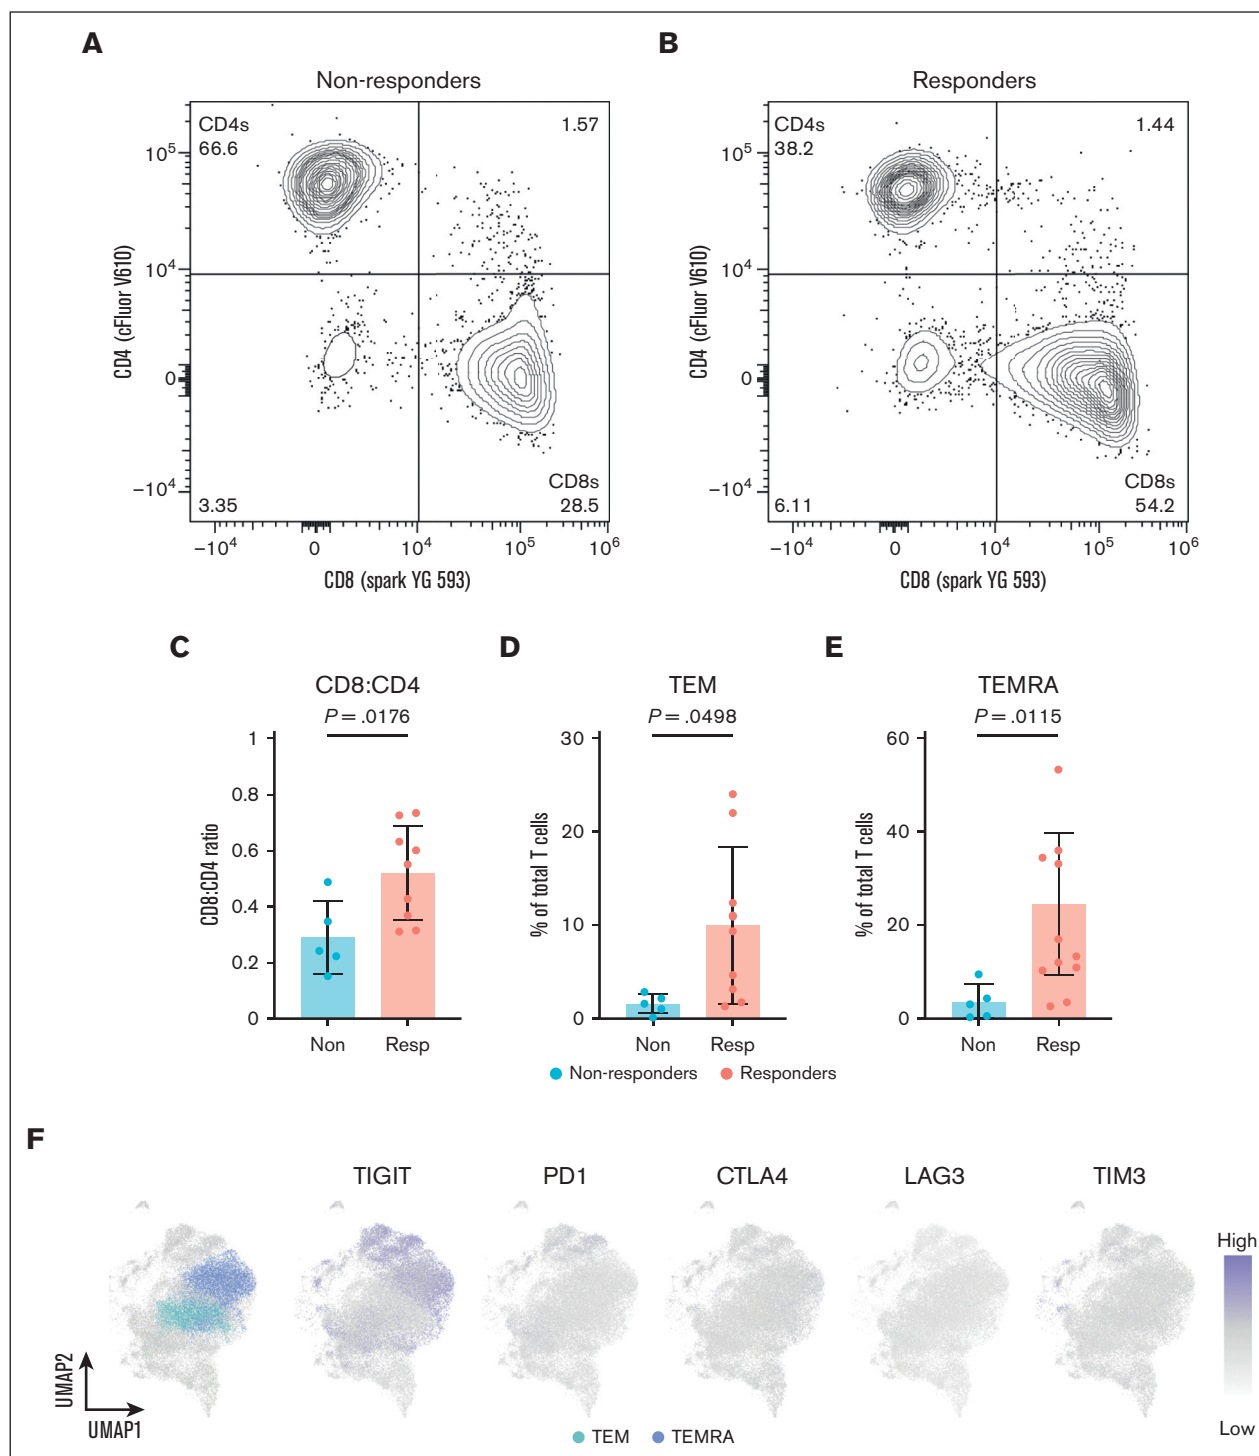 A
B
Non-responders
Responders
CD4s
66.6
1.57
3.35
CD8s
28.5
10⁵
10⁴
0
−10⁴
CD4 (cFluor V610)
−10⁴
0
10⁴
10⁵
10⁶
CD8 (spark YG 593)
CD4s
38.2
1.44
6.11
CD8s
54.2
10⁵
10⁴
0
−10⁴
CD4 (cFluor V610)
−10⁴
0
10⁴
10⁵
10⁶
CD8 (spark YG 593)
C
CD8:CD4
P = .0176
1
0.8
0.6
0.4
0.2
0
CD8:CD4 ratio
Non
Resp
D
TEM
P = .0498
30
20
10
0
% of total T cells
Non
Resp
E
TEMRA
P = .0115
60
40
20
0
% of total T cells
Non
Resp
Non-responders
Responders
F
TIGIT
PD1
CTLA4
LAG3
TIM3
High
Low
UMAP2
UMAP1
TEM
TEMRA